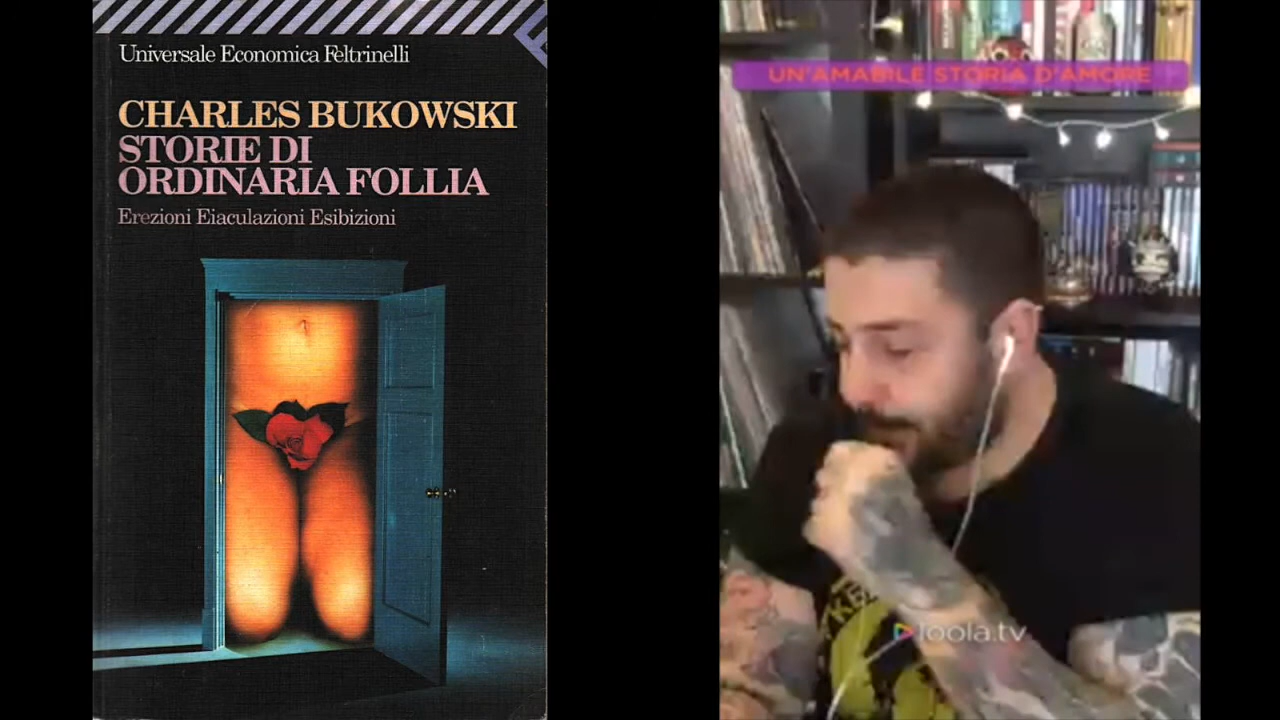 Universale Economica Feltrinelli
CHARLES BUKOWSKI
STORIE DI
ORDINARIA FOLLIA
Erezioni Eiaculazioni Esibizioni
UN'AMABILE STORIA D'AMORE
loola.tv